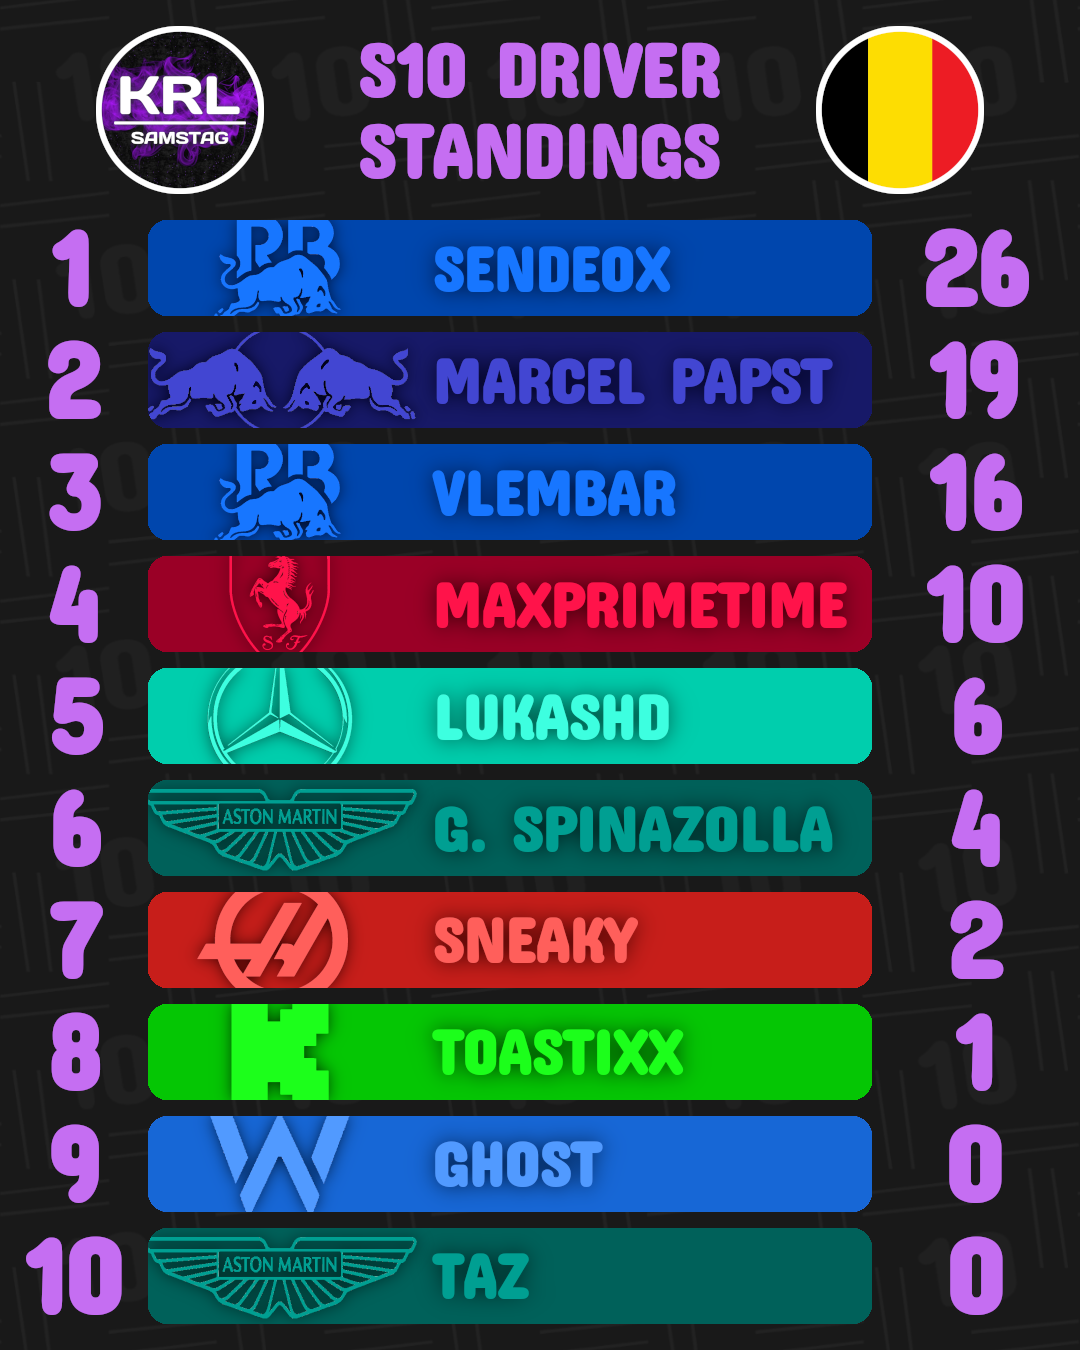 KRL
SAMSTAG
S10 DRIVER
STANDINGS
1 RB SENDEOX 26
2 MARCEL PAPST 19
3 RB VLEMBAR 16
4 S F MAXPRIMETIME 10
5 LUKASHD 6
6 ASTON MARTIN G. SPINAZOLLA 4
7 SNEAKY 2
8 K TOASTIXX 1
9 W GHOST 0
10 ASTON MARTIN TAZ 0